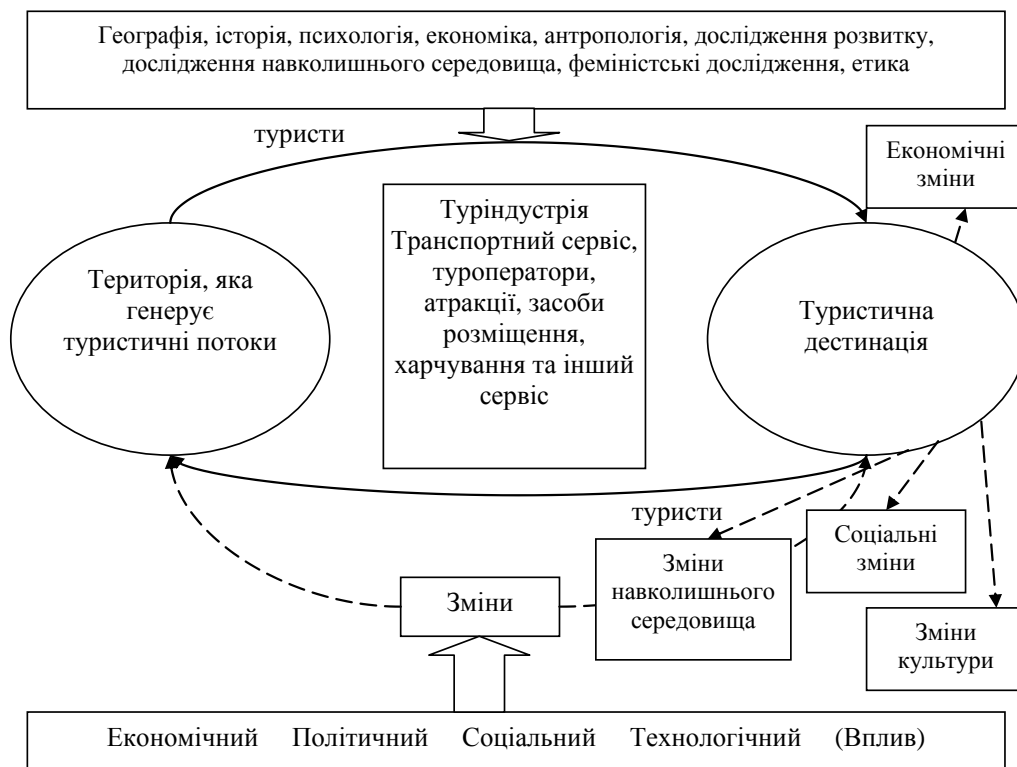 Географія, історія, психологія, економіка, антропологія, дослідження розвитку,
дослідження навколишнього середовища, феміністські дослідження, етика
туристи
Економічні
зміни
Територія, яка
генерує
туристичні потоки
Туріндустрія
Транспортний сервіс,
туроператори,
атракції, засоби
розміщення,
харчування та інший
сервіс
Туристична
дестинація
туристи
Зміни
Зміни
навколишнього
середовища
Соціальні
зміни
Зміни
культури
Економічний Політичний Соціальний Технологічний (Вплив)